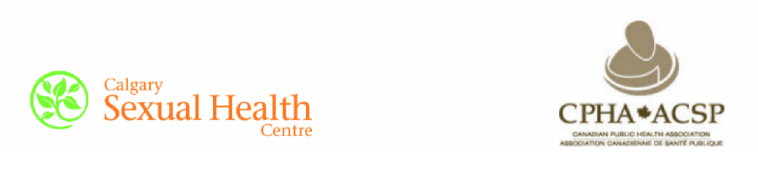 Calgary
Sexual Health
Centre
CPHA ACSP
CANADIAN PUBLIC HEALTH ASSOCIATION
ASSOCIATION CANADIENNE DE SANTÉ PUBLIQUE